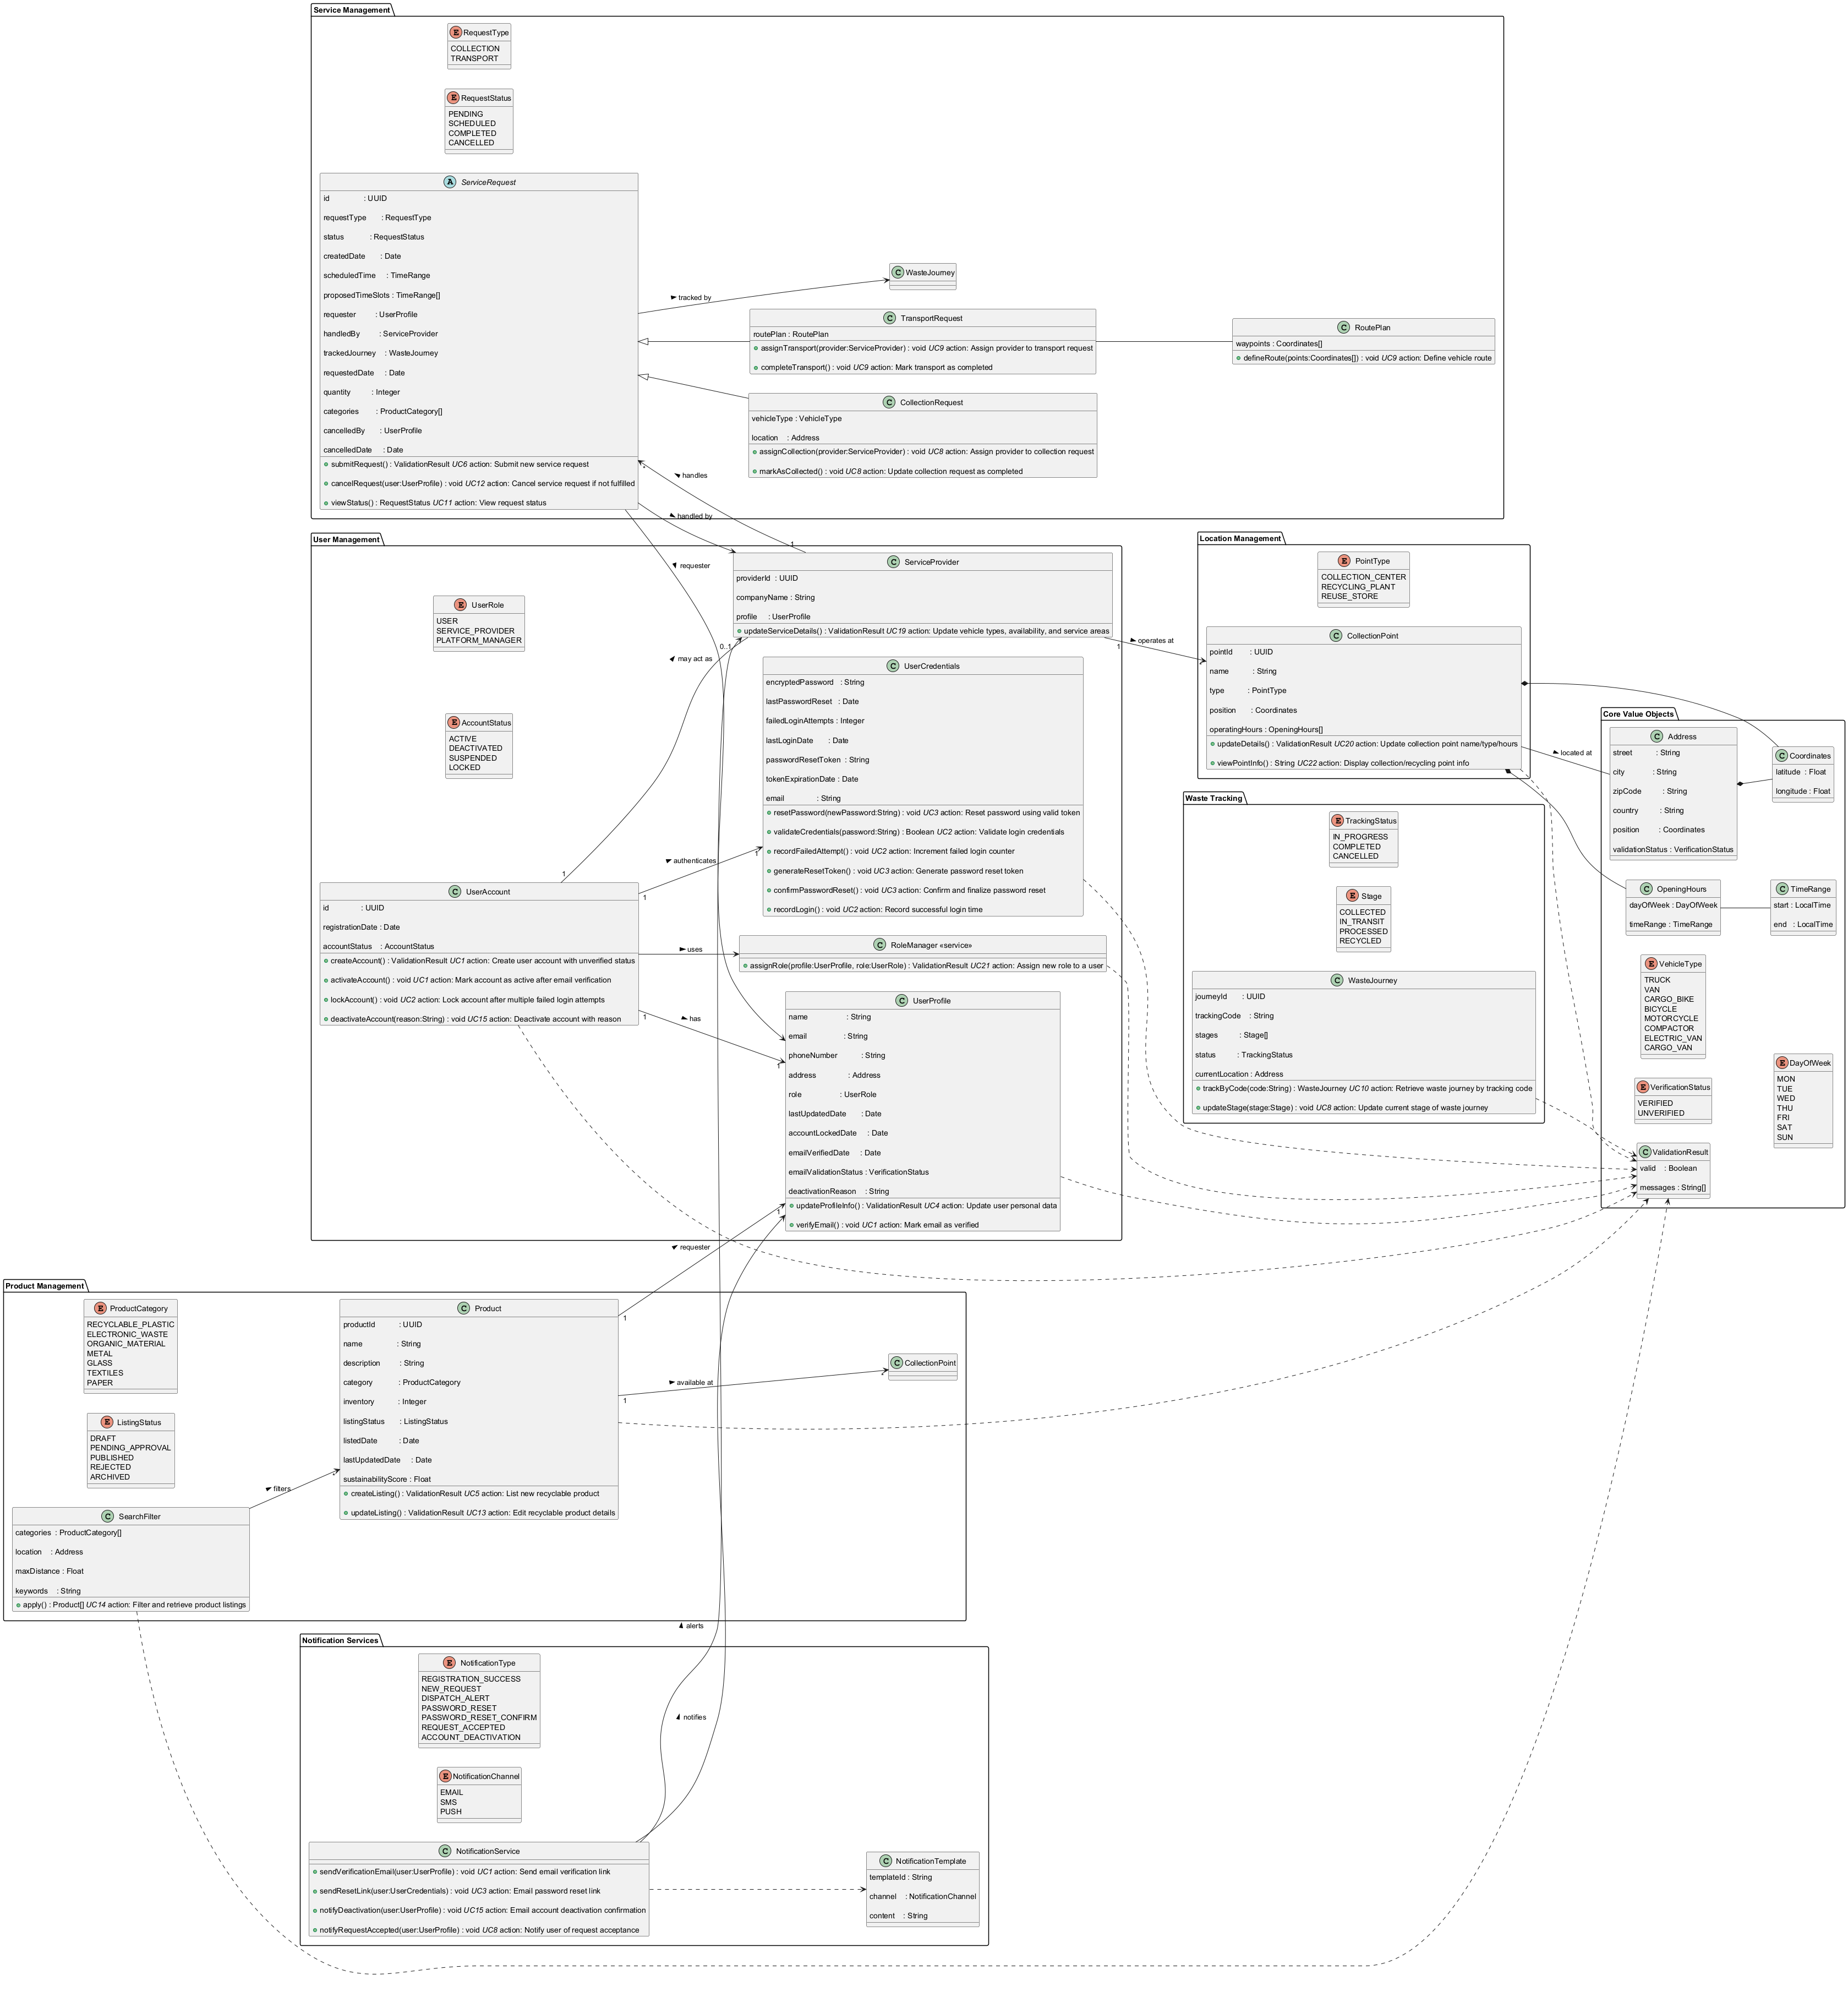 Service Management
E RequestType
COLLECTION
TRANSPORT
E RequestStatus
PENDING
SCHEDULED
COMPLETED
CANCELLED
A ServiceRequest
id : UUID
requestType : RequestType
status : RequestStatus
createdDate : Date
scheduledTime : TimeRange
proposedTimeSlots : TimeRange[]
requester : UserProfile
handledBy : ServiceProvider
trackedJourney : WasteJourney
requestedDate : Date
quantity : Integer
categories : ProductCategory[]
cancelledBy : UserProfile
cancelledDate : Date
submitRequest() : ValidationResult UC6 action: Submit new service request
cancelRequest(user:UserProfile) : void UC12 action: Cancel service request if not fulfilled
viewStatus() : RequestStatus UC11 action: View request status
tracked by
C WasteJourney
C TransportRequest
routePlan : RoutePlan
assignTransport(provider:ServiceProvider) : void UC9 action: Assign provider to transport request
completeTransport() : void UC9 action: Mark transport as completed
C RoutePlan
waypoints : Coordinates[]
defineRoute(points:Coordinates[]) : void UC9 action: Define vehicle route
C CollectionRequest
vehicleType : VehicleType
location : Address
assignCollection(provider:ServiceProvider) : void UC8 action: Assign provider to collection request
markAsCollected() : void UC8 action: Update collection request as completed
*
handles
handled by
1
requester
User Management
E UserRole
USER
SERVICE_PROVIDER
PLATFORM_MANAGER
E AccountStatus
ACTIVE
DEACTIVATED
SUSPENDED
LOCKED
C ServiceProvider
providerId : UUID
companyName : String
profile : UserProfile
updateServiceDetails() : ValidationResult UC19 action: Update vehicle types, availability, and service areas
0..1
may act as
1
operates at
1
*
C UserCredentials
encryptedPassword : String
lastPasswordReset : Date
failedLoginAttempts : Integer
lastLoginDate : Date
passwordResetToken : String
tokenExpirationDate : Date
email : String
resetPassword(newPassword:String) : void UC3 action: Reset password using valid token
validateCredentials(password:String) : Boolean UC2 action: Validate login credentials
recordFailedAttempt() : void UC2 action: Increment failed login counter
generateResetToken() : void UC3 action: Generate password reset token
confirmPasswordReset() : void UC3 action: Confirm and finalize password reset
recordLogin() : void UC2 action: Record successful login time
authenticates
1
1
C UserAccount
id : UUID
registrationDate : Date
accountStatus : AccountStatus
createAccount() : ValidationResult UC1 action: Create user account with unverified status
activateAccount() : void UC1 action: Mark account as active after email verification
lockAccount() : void UC2 action: Lock account after multiple failed login attempts
deactivateAccount(reason:String) : void UC15 action: Deactivate account with reason
uses
C RoleManager «service»
assignRole(profile:UserProfile, role:UserRole) : ValidationResult UC21 action: Assign new role to a user
has
1
1
C UserProfile
name : String
email : String
phoneNumber : String
address : Address
role : UserRole
lastUpdatedDate : Date
accountLockedDate : Date
emailVerifiedDate : Date
emailValidationStatus : VerificationStatus
deactivationReason : String
updateProfileInfo() : ValidationResult UC4 action: Update user personal data
verifyEmail() : void UC1 action: Mark email as verified
1
requester
1
Location Management
E PointType
COLLECTION_CENTER
RECYCLING_PLANT
REUSE_STORE
C CollectionPoint
pointId : UUID
name : String
type : PointType
position : Coordinates
operatingHours : OpeningHours[]
updateDetails() : ValidationResult UC20 action: Update collection point name/type/hours
viewPointInfo() : String UC22 action: Display collection/recycling point info
located at
Waste Tracking
E TrackingStatus
IN_PROGRESS
COMPLETED
CANCELLED
E Stage
COLLECTED
IN_TRANSIT
PROCESSED
RECYCLED
C WasteJourney
journeyId : UUID
trackingCode : String
stages : Stage[]
status : TrackingStatus
currentLocation : Address
trackByCode(code:String) : WasteJourney UC10 action: Retrieve waste journey by tracking code
updateStage(stage:Stage) : void UC8 action: Update current stage of waste journey
Core Value Objects
C Address
street : String
city : String
zipCode : String
country : String
position : Coordinates
validationStatus : VerificationStatus
C Coordinates
latitude : Float
longitude : Float
C OpeningHours
dayOfWeek : DayOfWeek
timeRange : TimeRange
C TimeRange
start : LocalTime
end : LocalTime
E VehicleType
TRUCK
VAN
CARGO_BIKE
BICYCLE
MOTORCYCLE
COMPACTOR
ELECTRIC_VAN
CARGO_VAN
E VerificationStatus
VERIFIED
UNVERIFIED
E DayOfWeek
MON
TUE
WED
THU
FRI
SAT
SUN
C ValidationResult
valid : Boolean
messages : String[]
Product Management
E ProductCategory
RECYCLABLE_PLASTIC
ELECTRONIC_WASTE
ORGANIC_MATERIAL
METAL
GLASS
TEXTILES
PAPER
E ListingStatus
DRAFT
PENDING_APPROVAL
PUBLISHED
REJECTED
ARCHIVED
C SearchFilter
categories : ProductCategory[]
location : Address
maxDistance : Float
keywords : String
apply() : Product[] UC14 action: Filter and retrieve product listings
filters
*
C Product
productId : UUID
name : String
description : String
category : ProductCategory
inventory : Integer
listingStatus : ListingStatus
listedDate : Date
lastUpdatedDate : Date
sustainabilityScore : Float
createListing() : ValidationResult UC5 action: List new recyclable product
updateListing() : ValidationResult UC13 action: Edit recyclable product details
available at
1
*
C CollectionPoint
alerts
notifies
Notification Services
E NotificationType
REGISTRATION_SUCCESS
NEW_REQUEST
DISPATCH_ALERT
PASSWORD_RESET
PASSWORD_RESET_CONFIRM
REQUEST_ACCEPTED
ACCOUNT_DEACTIVATION
E NotificationChannel
EMAIL
SMS
PUSH
C NotificationService
sendVerificationEmail(user:UserProfile) : void UC1 action: Send email verification link
sendResetLink(user:UserCredentials) : void UC3 action: Email password reset link
notifyDeactivation(user:UserProfile) : void UC15 action: Email account deactivation confirmation
notifyRequestAccepted(user:UserProfile) : void UC8 action: Notify user of request acceptance
C NotificationTemplate
templateId : String
channel : NotificationChannel
content : String